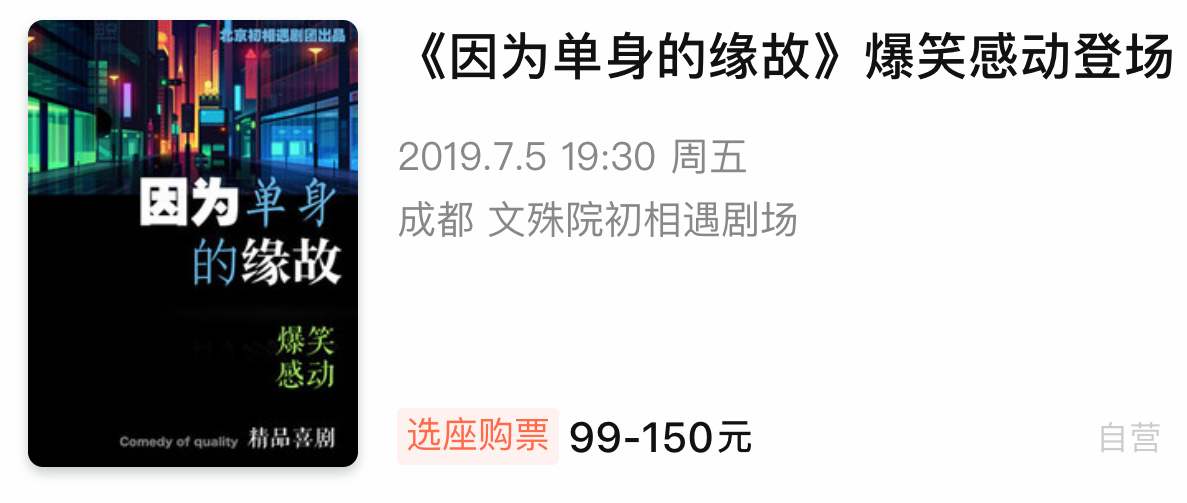 北京初相遇剧团出品
因为单身
的缘故
爆笑
感动
Comedy of quality 精品喜剧
《因为单身的缘故》爆笑感动登场
2019.7.5 19:30 周五
成都 文殊院初相遇剧场
选座购票 99-150元
自营